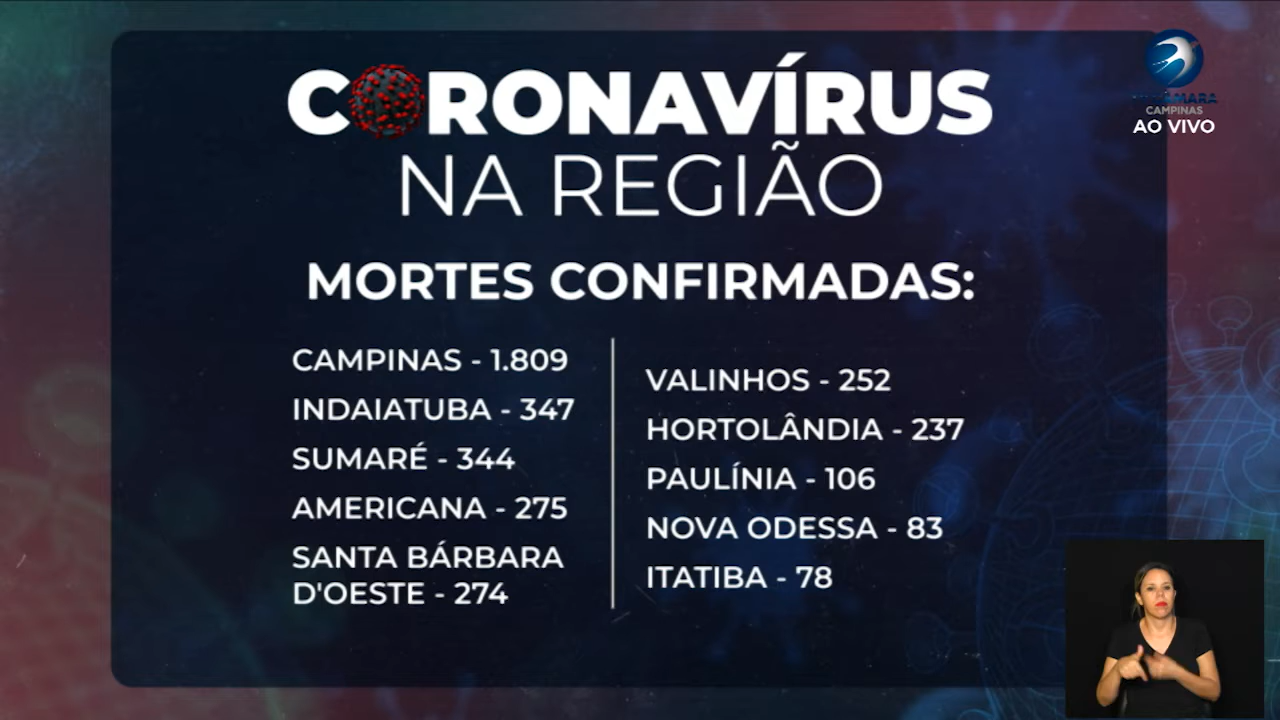 CORONAVÍRUS
NA REGIÃO
MORTES CONFIRMADAS:
CAMPINAS - 1.809
INDAIATUBA - 347
SUMARÉ - 344
AMERICANA - 275
SANTA BÁRBARA
D'OESTE - 274
VALINHOS - 252
HORTOLÂNDIA - 237
PAULÍNIA - 106
NOVA ODESSA - 83
ITATIBA - 78
CAMPINAS
AO VIVO